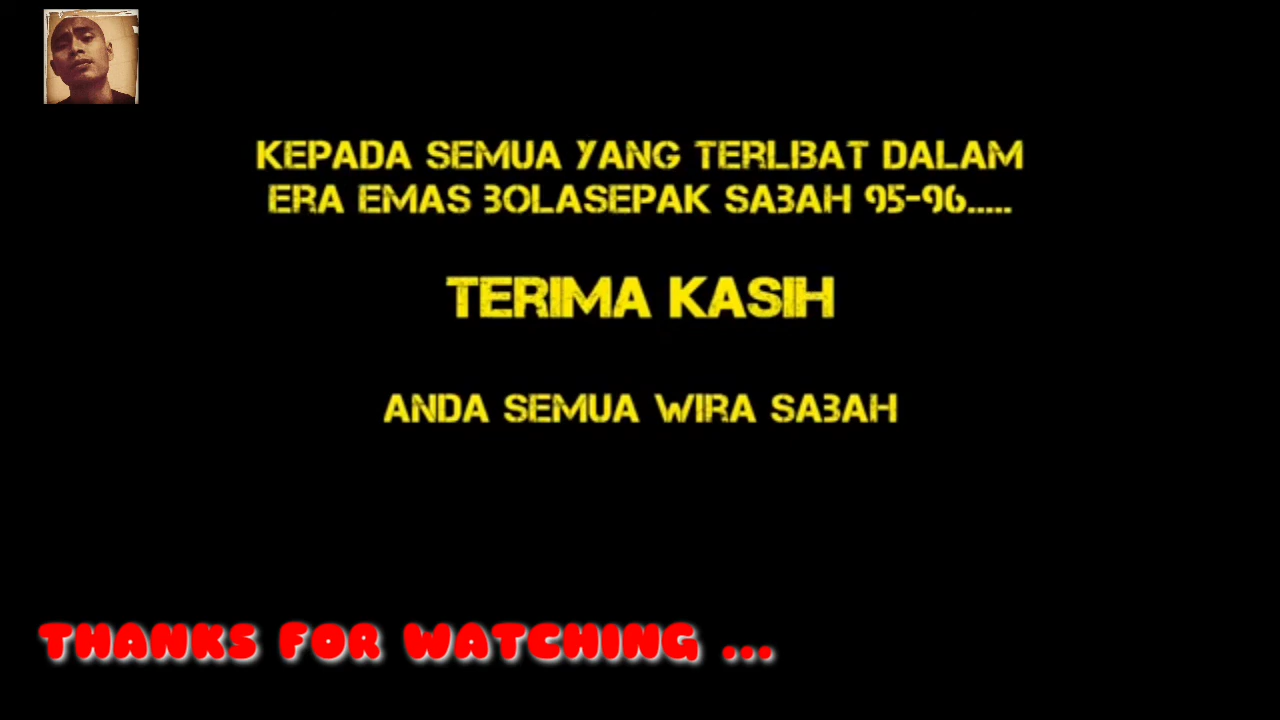 KEPADA SEMUA YANG TERLBAT DALAM
ERA EMAS BOLASEPAK SABAH 95-96.....
TERIMA KASIH
ANDA SEMUA WIRA SABAH
THANKS FOR WATCHING ...